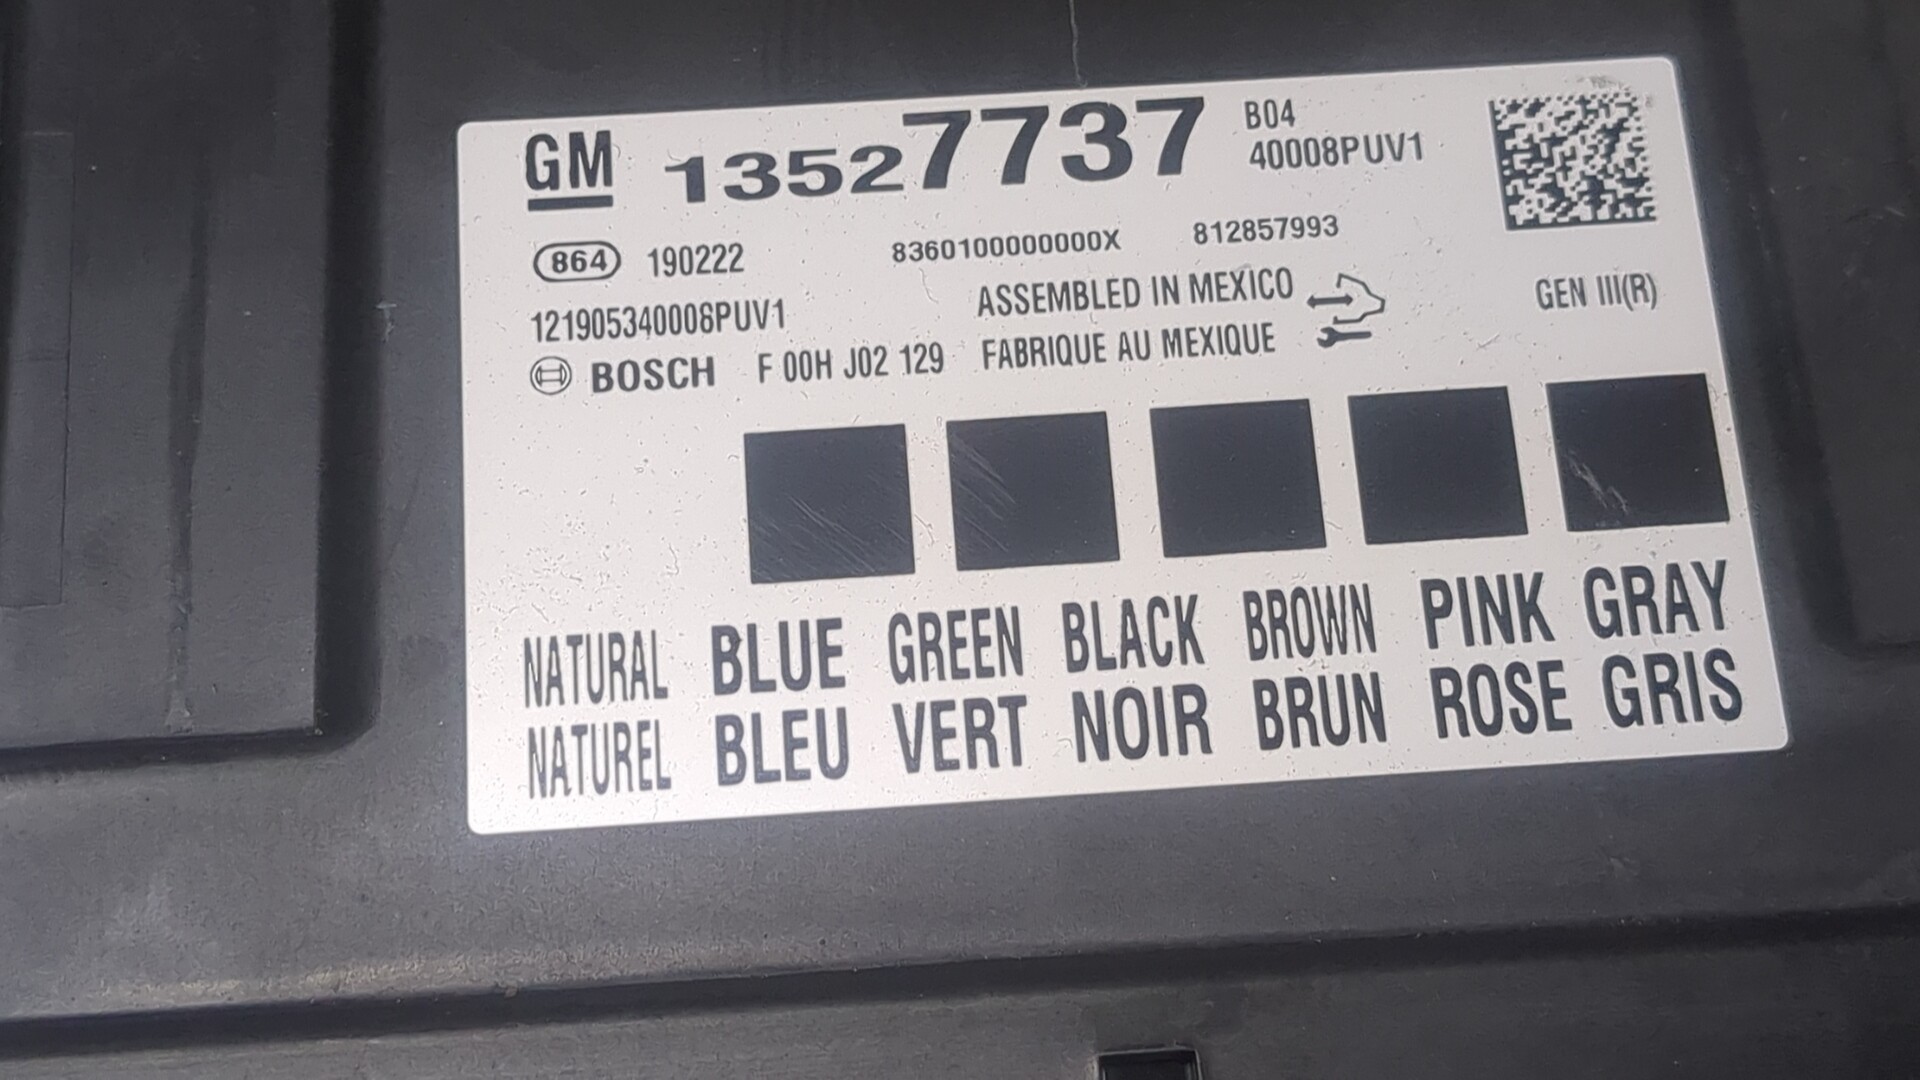 GM 13527737 B04
40008PUV1
864 190222 8360100000000X 812857993
121905340008PUV1 ASSEMBLED IN MEXICO GEN III(R)
BOSCH F 00H J02 129 FABRIQUE AU MEXIQUE
NATURAL BLUE GREEN BLACK BROWN PINK GRAY
NATUREL BLEU VERT NOIR BRUN ROSE GRIS